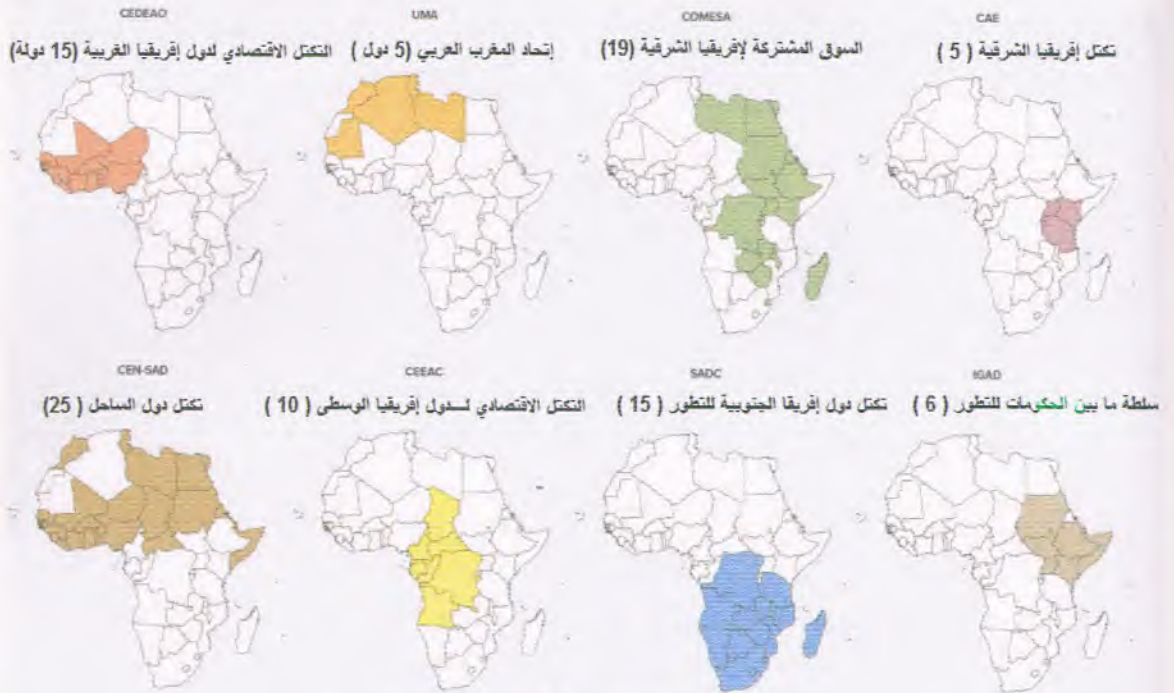 CEDEAO
التكتل الاقتصادي لدول إفريقيا الغربية (15 دولة)
UMA
إتحاد المغرب العربي (5 دول )
COMESA
السوق المشتركة لإفريقيا الشرقية (19)
CAE
تكتل إفريقيا الشرقية ( 5 )
CEN-SAD
تكتل دول الساحل (25)
CEEAC
التكتل الاقتصادي لـــدول إفريقيا الوسطى ( 10 )
SADC
تكتل دول إفريقا الجنوبية للتطور ( 15 )
IGAD
سلطة ما بين الحكومات للتطور ( 6 )